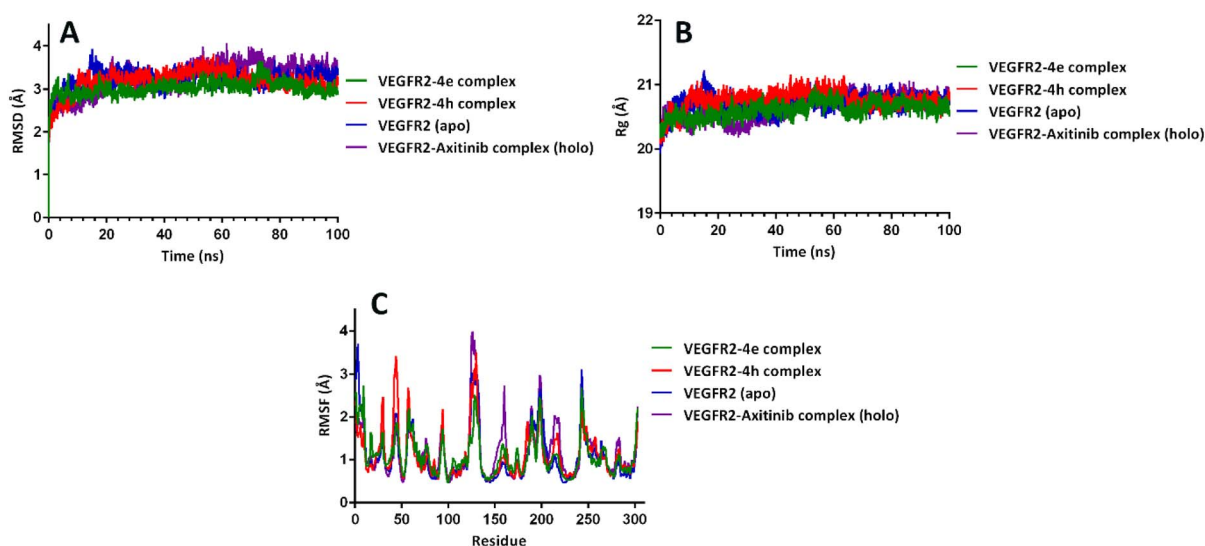 A
RMSD (Å)
4
3
2
1
0
0 20 40 60 80 100
Time (ns)
VEGFR2-4e complex
VEGFR2-4h complex
VEGFR2 (apo)
VEGFR2-Axitinib complex (holo)
B
Rg (Å)
22
21
20
19
0 20 40 60 80 100
Time (ns)
VEGFR2-4e complex
VEGFR2-4h complex
VEGFR2 (apo)
VEGFR2-Axitinib complex (holo)
C
RMSF (Å)
4
3
2
1
0
0 50 100 150 200 250 300
Residue
VEGFR2-4e complex
VEGFR2-4h complex
VEGFR2 (apo)
VEGFR2-Axitinib complex (holo)